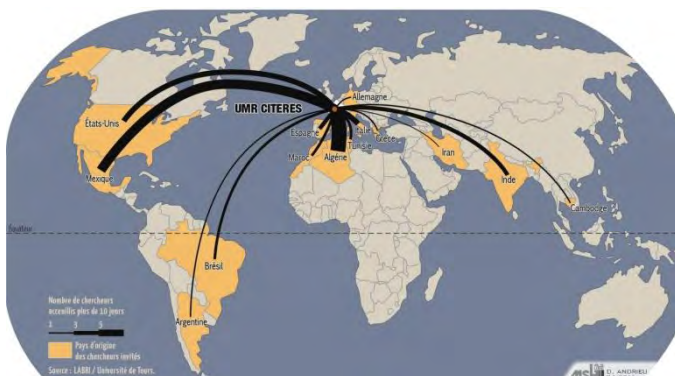 Allemagne
UMR CITERES
États-Unis
Espagne
Italie
Grèce
Tunisie
Maroc
Algérie
Iran
Mexique
Inde
Cambodge
Équateur
Brésil
Argentine
Nombre de chercheurs
accueillis plus de 10 jours
1 3 5
Pays d'origine
des chercheurs invités
Source : LABRI / Université de Tours.
D. ANDRIEU